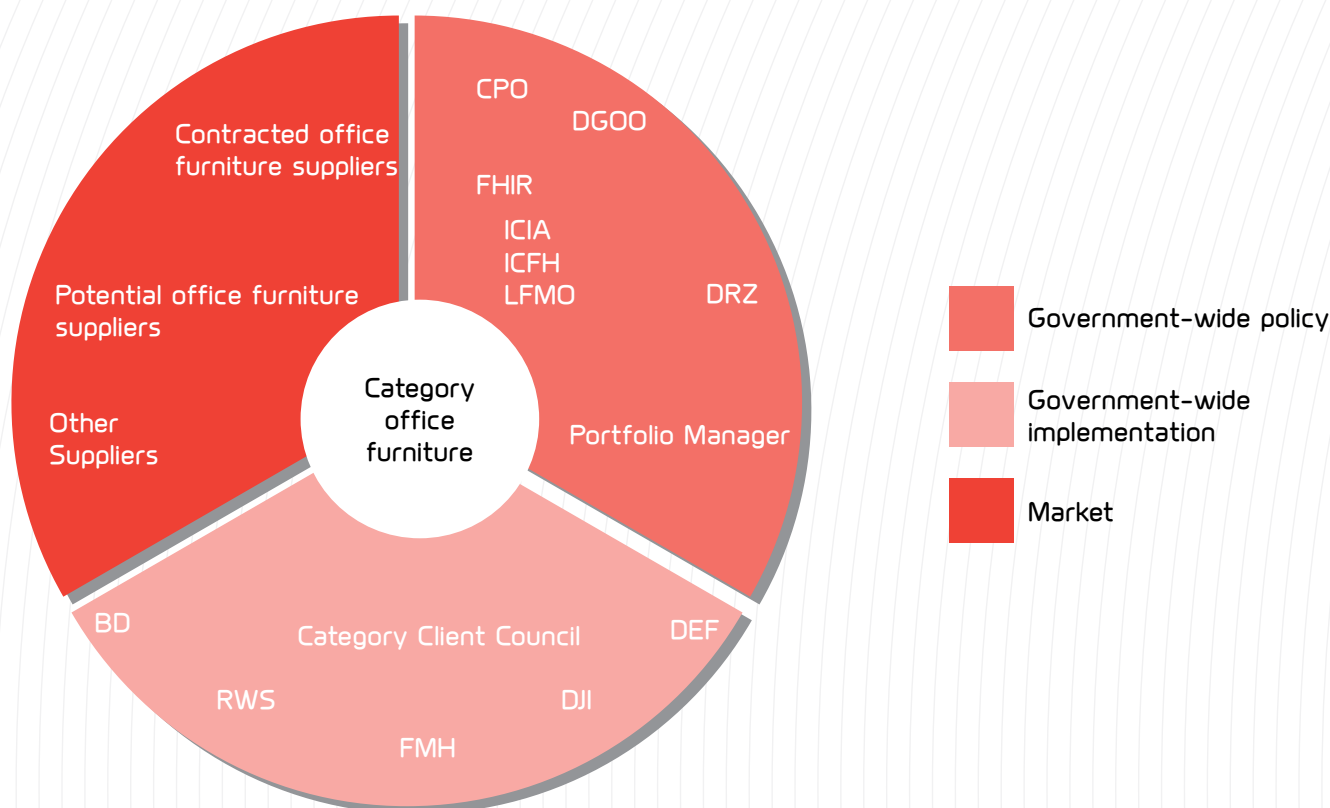 Contracted office
furniture suppliers
Potential office furniture
suppliers
Other
Suppliers
CPO
DGOO
FHIR
ICIA
ICFH
LFMO
DRZ
Portfolio Manager
Category
office
furniture
BD
Category Client Council
DEF
RWS
DJI
FMH
Government-wide policy
Government-wide
implementation
Market